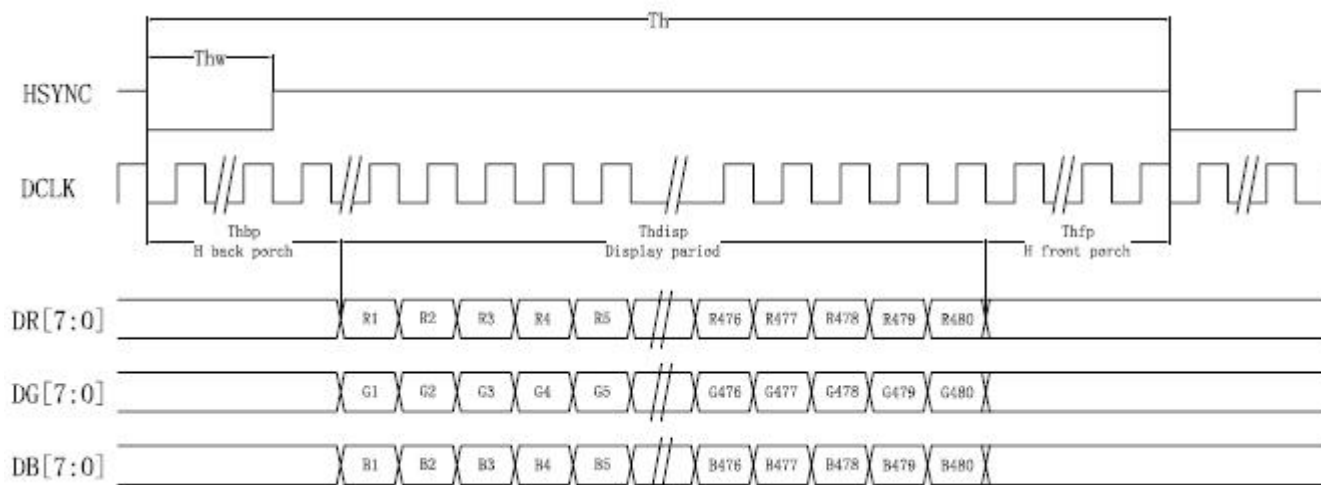 Th
Thw
HSYNC
DCLK
Thbp Thdisp Thfp
H back porch Display pariod H front porch
DR[7:0] R1 R2 R3 R4 R5 R476 R477 R478 R479 R480
DG[7:0] G1 G2 G3 G4 G5 G476 G477 G478 G479 G480
DB[7:0] B1 B2 B3 B4 B5 B476 B477 B478 B479 B480